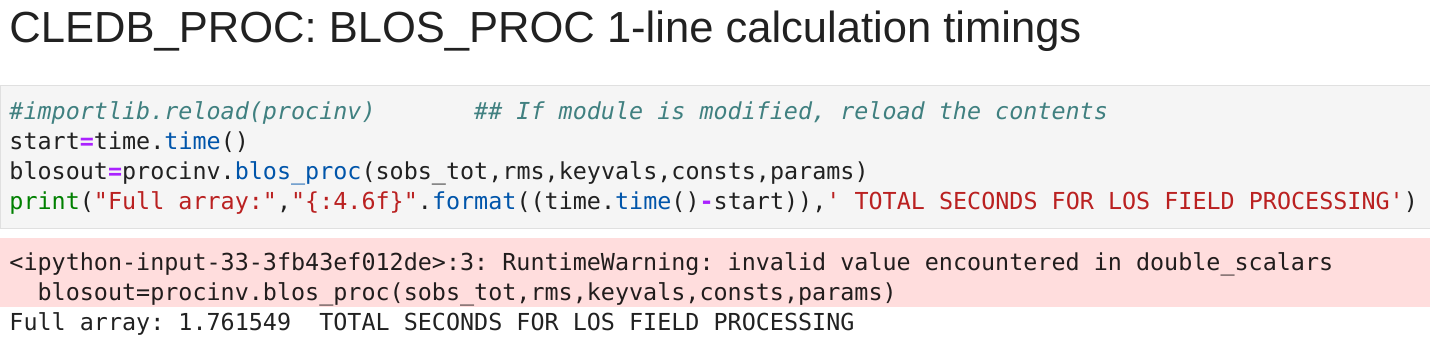 CLEDB_PROC: BLOS_PROC 1-line calculation timings
#importlib.reload(procinv)       ## If module is modified, reload the contents
start=time.time()
blosout=procinv.blos_proc(sobs_tot,rms,keyvals,consts,params)
print("Full array:","{:4.6f}".format((time.time()-start)),' TOTAL SECONDS FOR LOS FIELD PROCESSING')
<ipython-input-33-3fb43ef012de>:3: RuntimeWarning: invalid value encountered in double_scalars
  blosout=procinv.blos_proc(sobs_tot,rms,keyvals,consts,params)
Full array: 1.761549  TOTAL SECONDS FOR LOS FIELD PROCESSING